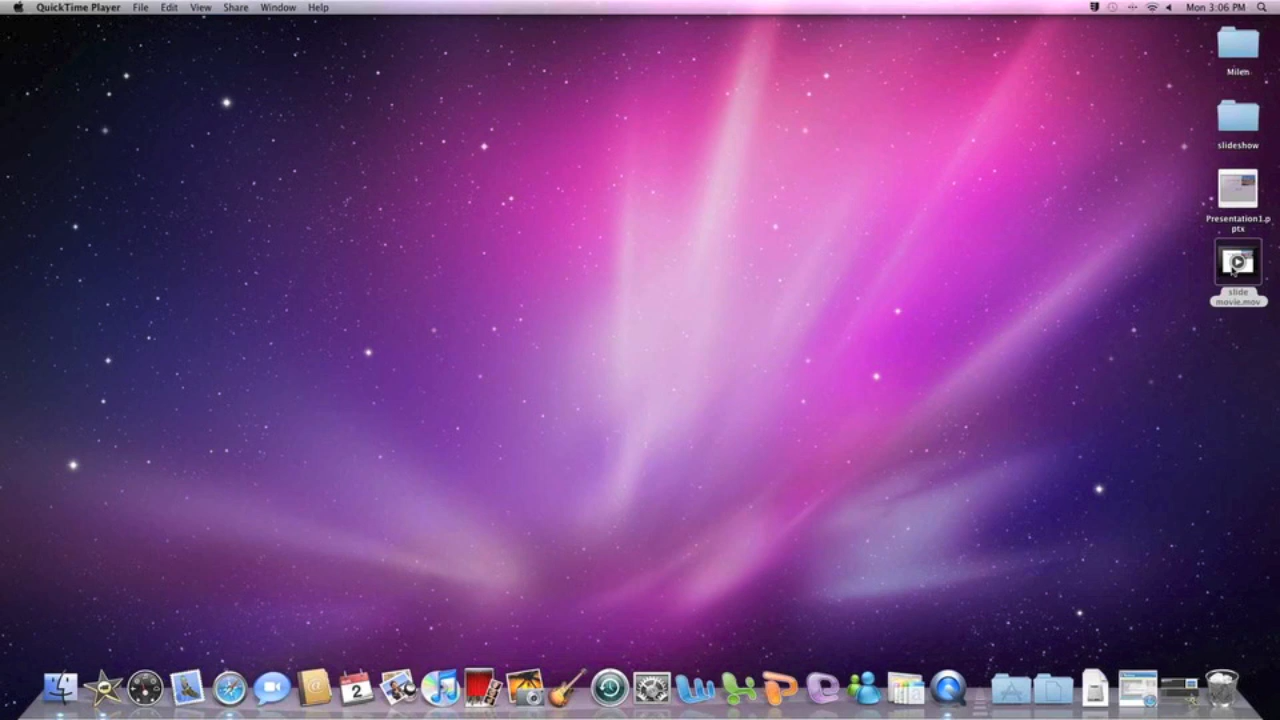 QuickTime Player File Edit View Share Window Help Mon 3:06 PM
Milen
slideshow
Presentation1.p
ptx
slide
movie.mov
2